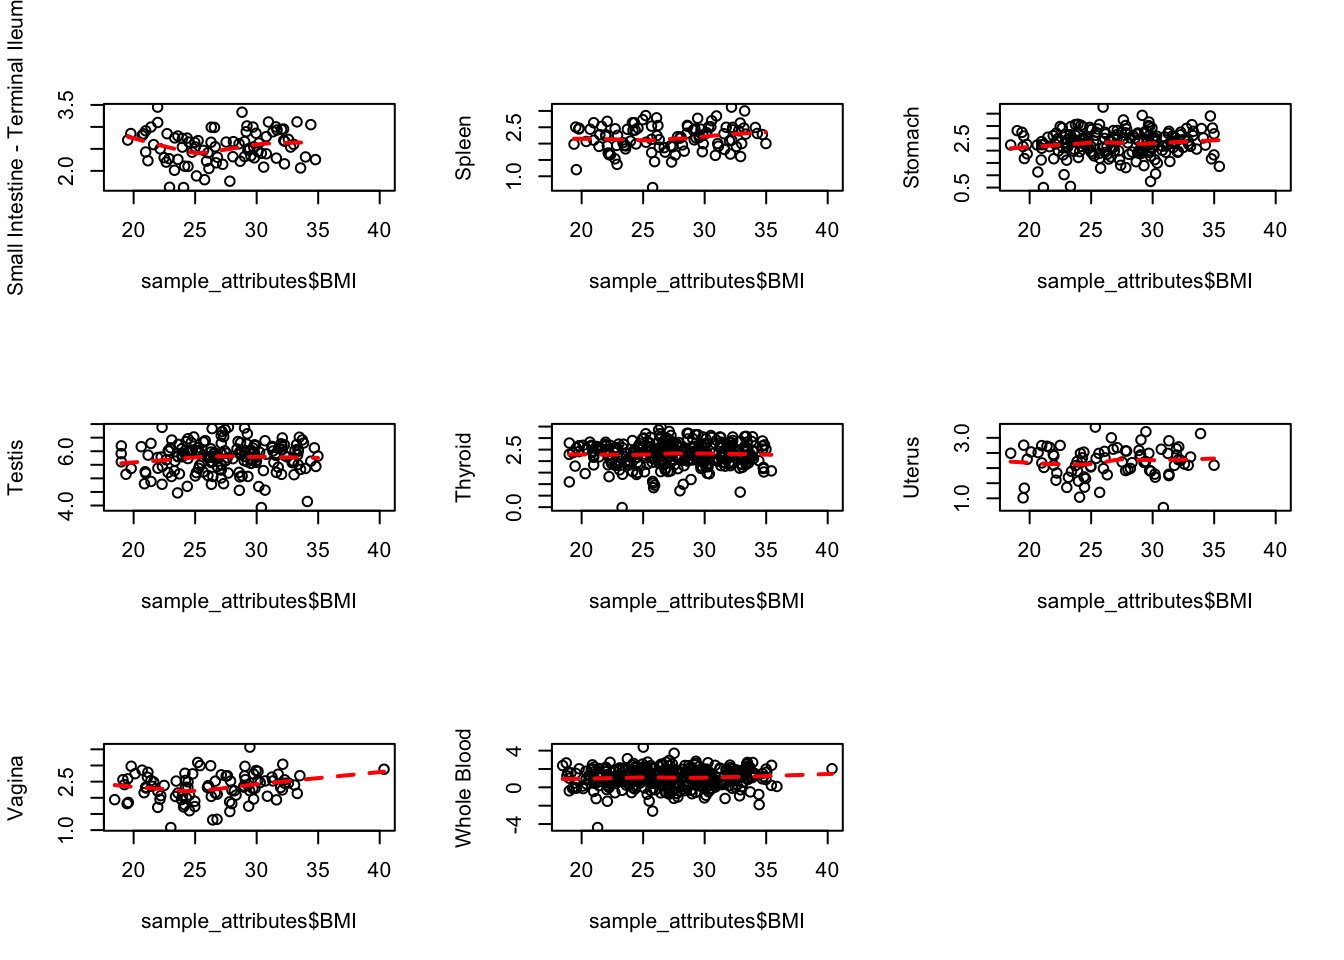 Small Intestine - Terminal Ileum
3.5
2.0
20 25 30 35 40
sample_attributes$BMI
Spleen
2.5
1.0
20 25 30 35 40
sample_attributes$BMI
Stomach
2.5
0.5
20 25 30 35 40
sample_attributes$BMI
Testis
6.0
4.0
20 25 30 35 40
sample_attributes$BMI
Thyroid
2.5
0.0
20 25 30 35 40
sample_attributes$BMI
Uterus
3.0
1.0
20 25 30 35 40
sample_attributes$BMI
Vagina
2.5
1.0
20 25 30 35 40
sample_attributes$BMI
Whole Blood
4
0
-4
20 25 30 35 40
sample_attributes$BMI